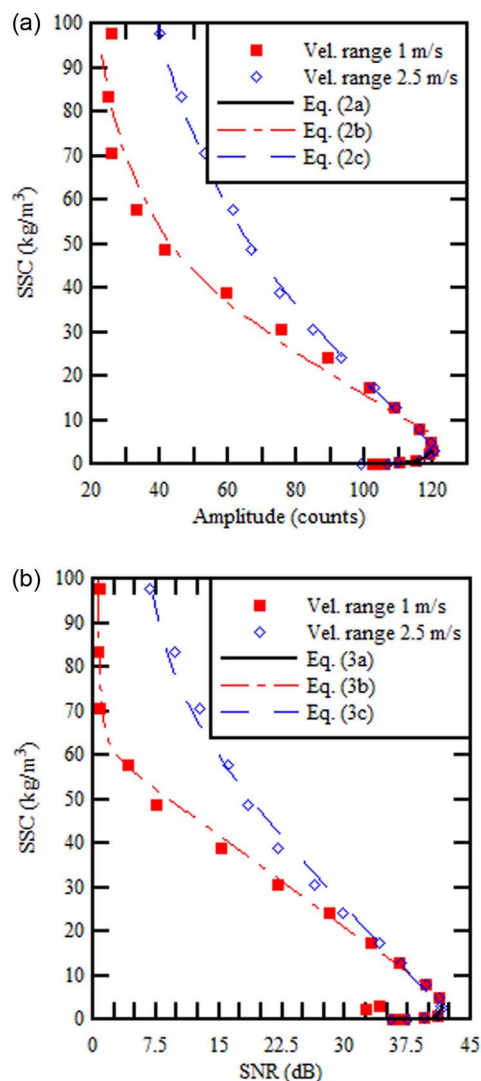 (a)
100
90
80
70
60
50
40
30
20
10
0
SSC (kg/m³)
Vel. range 1 m/s
Vel. range 2.5 m/s
Eq. (2a)
Eq. (2b)
Eq. (2c)
20 40 60 80 100 120
Amplitude (counts)
(b)
100
90
80
70
60
50
40
30
20
10
0
SSC (kg/m³)
Vel. range 1 m/s
Vel. range 2.5 m/s
Eq. (3a)
Eq. (3b)
Eq. (3c)
0 7.5 15 22.5 30 37.5 45
SNR (dB)